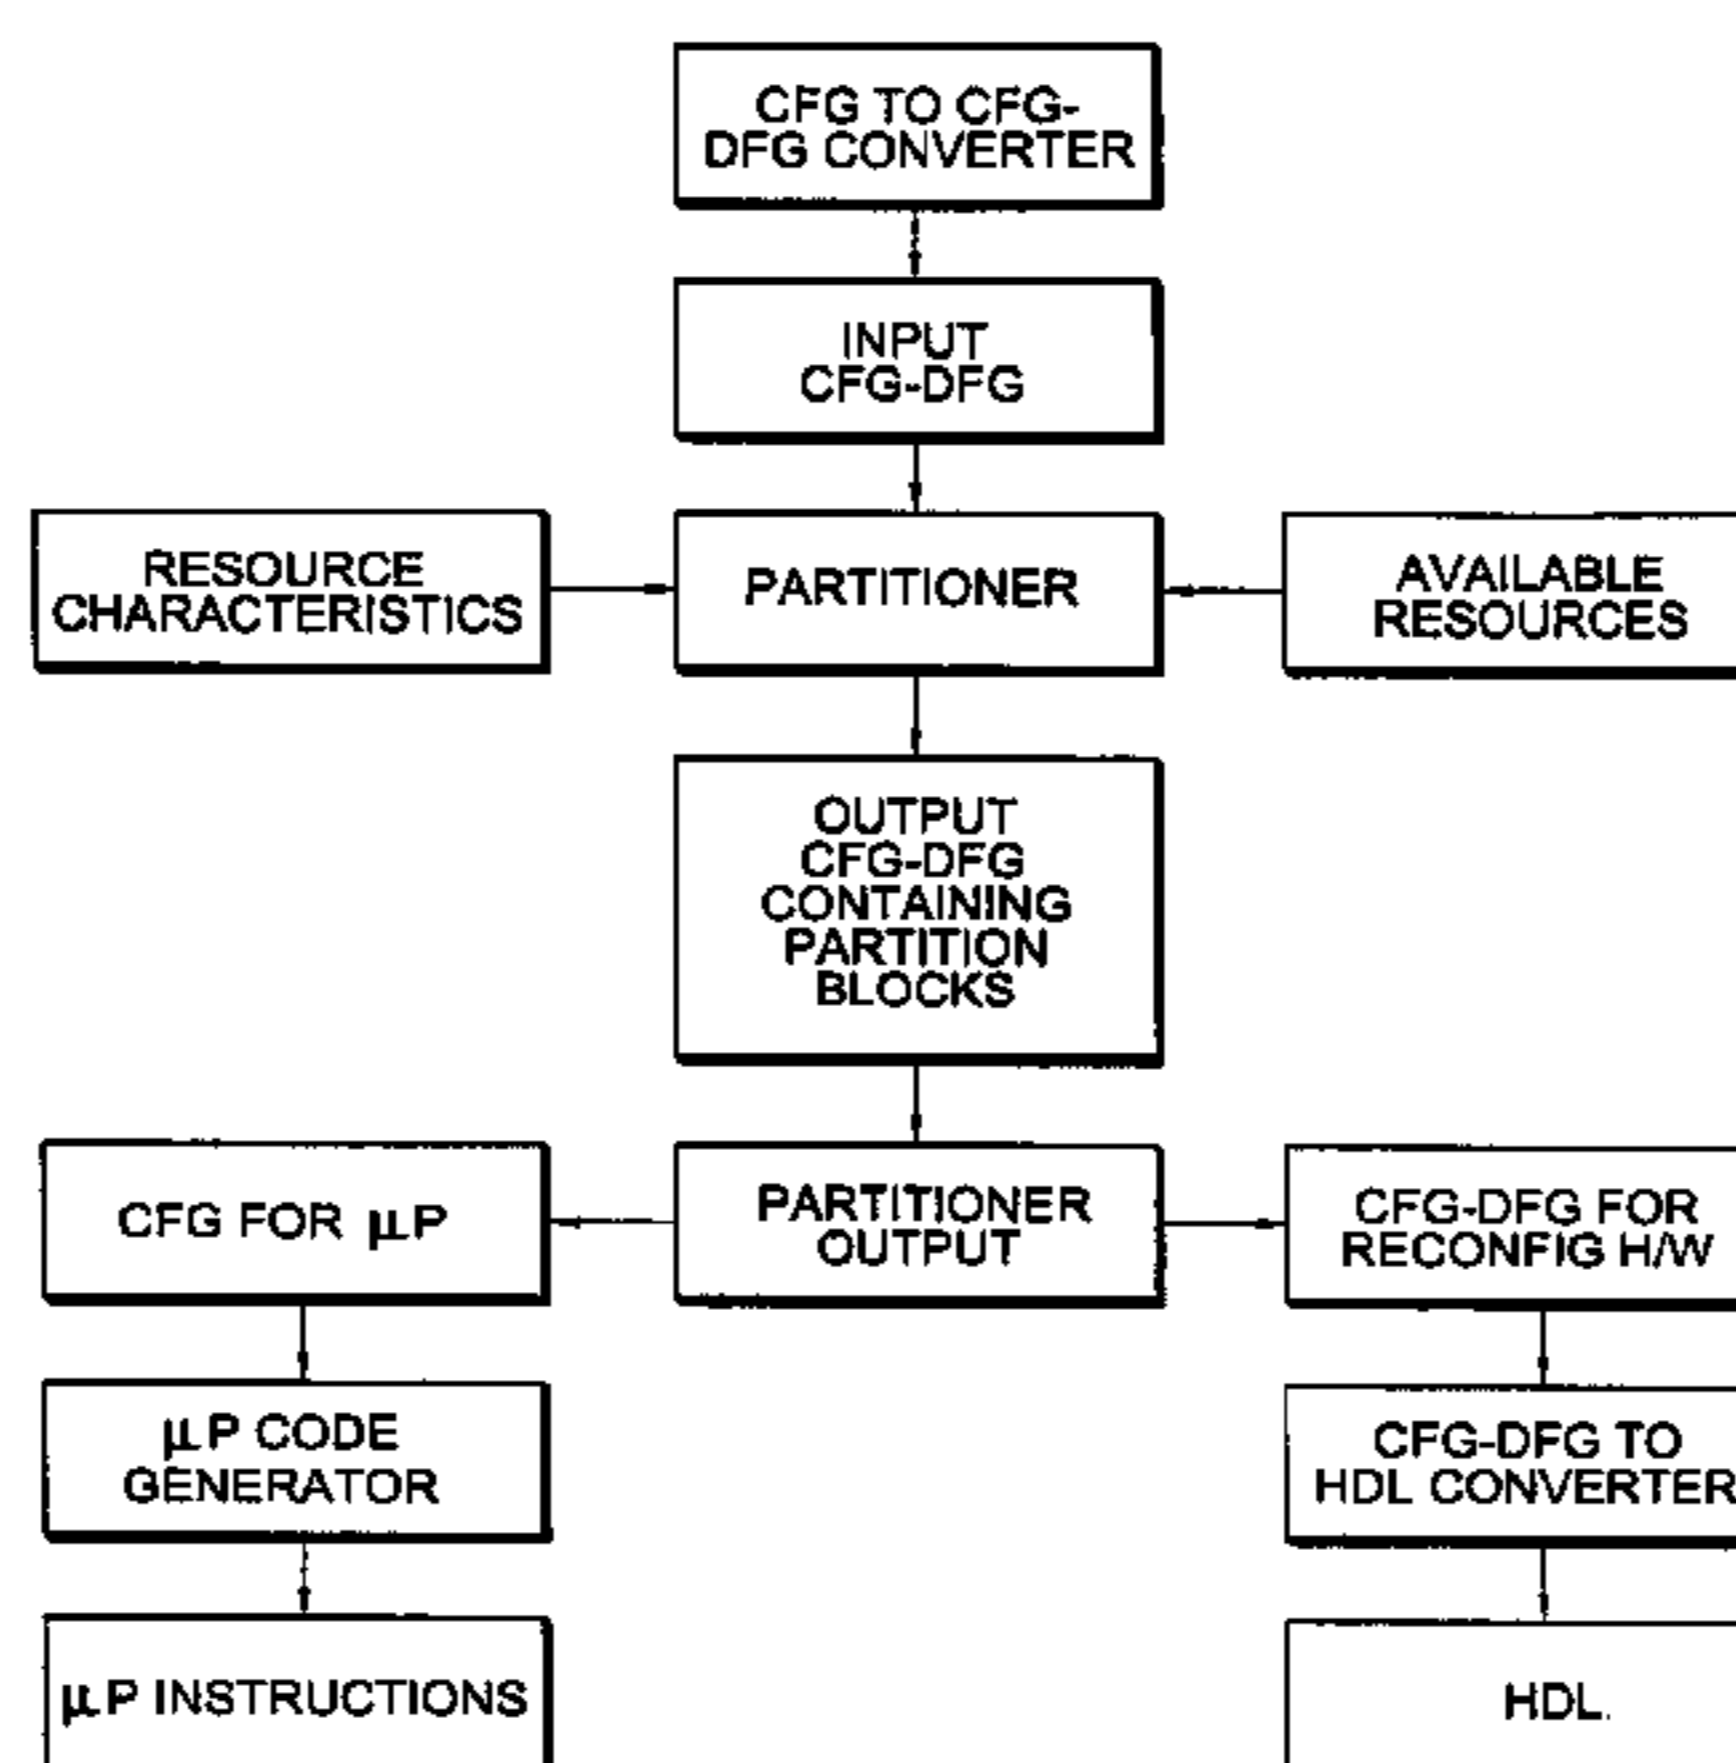 CFG TO CFG-
DFG CONVERTER
INPUT
CFG-DFG
RESOURCE
CHARACTERISTICS
PARTITIONER
AVAILABLE
RESOURCES
OUTPUT
CFG-DFG
CONTAINING
PARTITION
BLOCKS
CFG FOR μP
PARTITIONER
OUTPUT
CFG-DFG FOR
RECONFIG H/W
μP CODE
GENERATOR
CFG-DFG TO
HDL CONVERTER
μP INSTRUCTIONS
HDL.